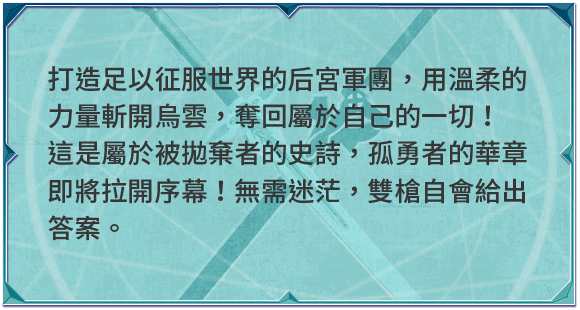 打造足以征服世界的后宮軍團，用溫柔的
力量斬開烏雲，奪回屬於自己的一切！
這是屬於被拋棄者的史詩，孤勇者的華章
即將拉開序幕！無需迷茫，雙槍自會給出
答案。